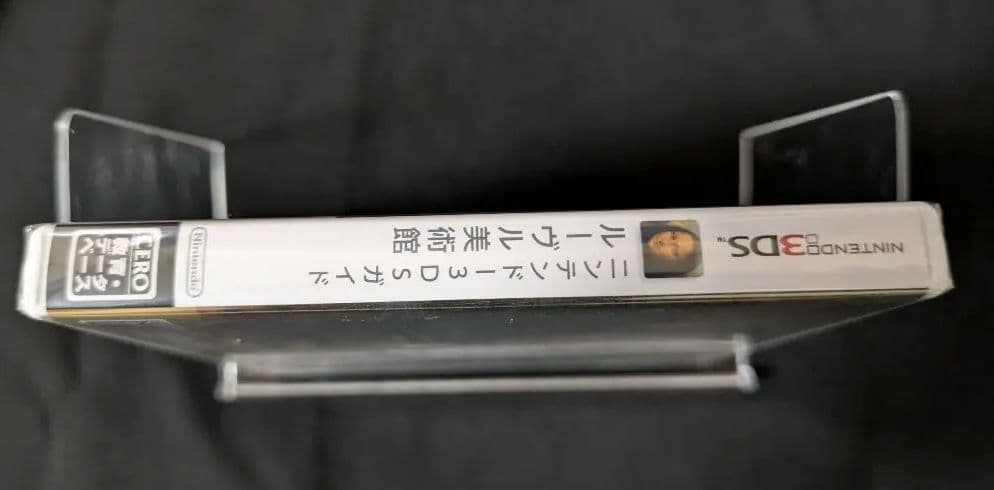 NINTENDO 3DS™
ニンテンドー3DSガイド
ルーヴル美術館
Nintendo
CERO
教育・
データベース